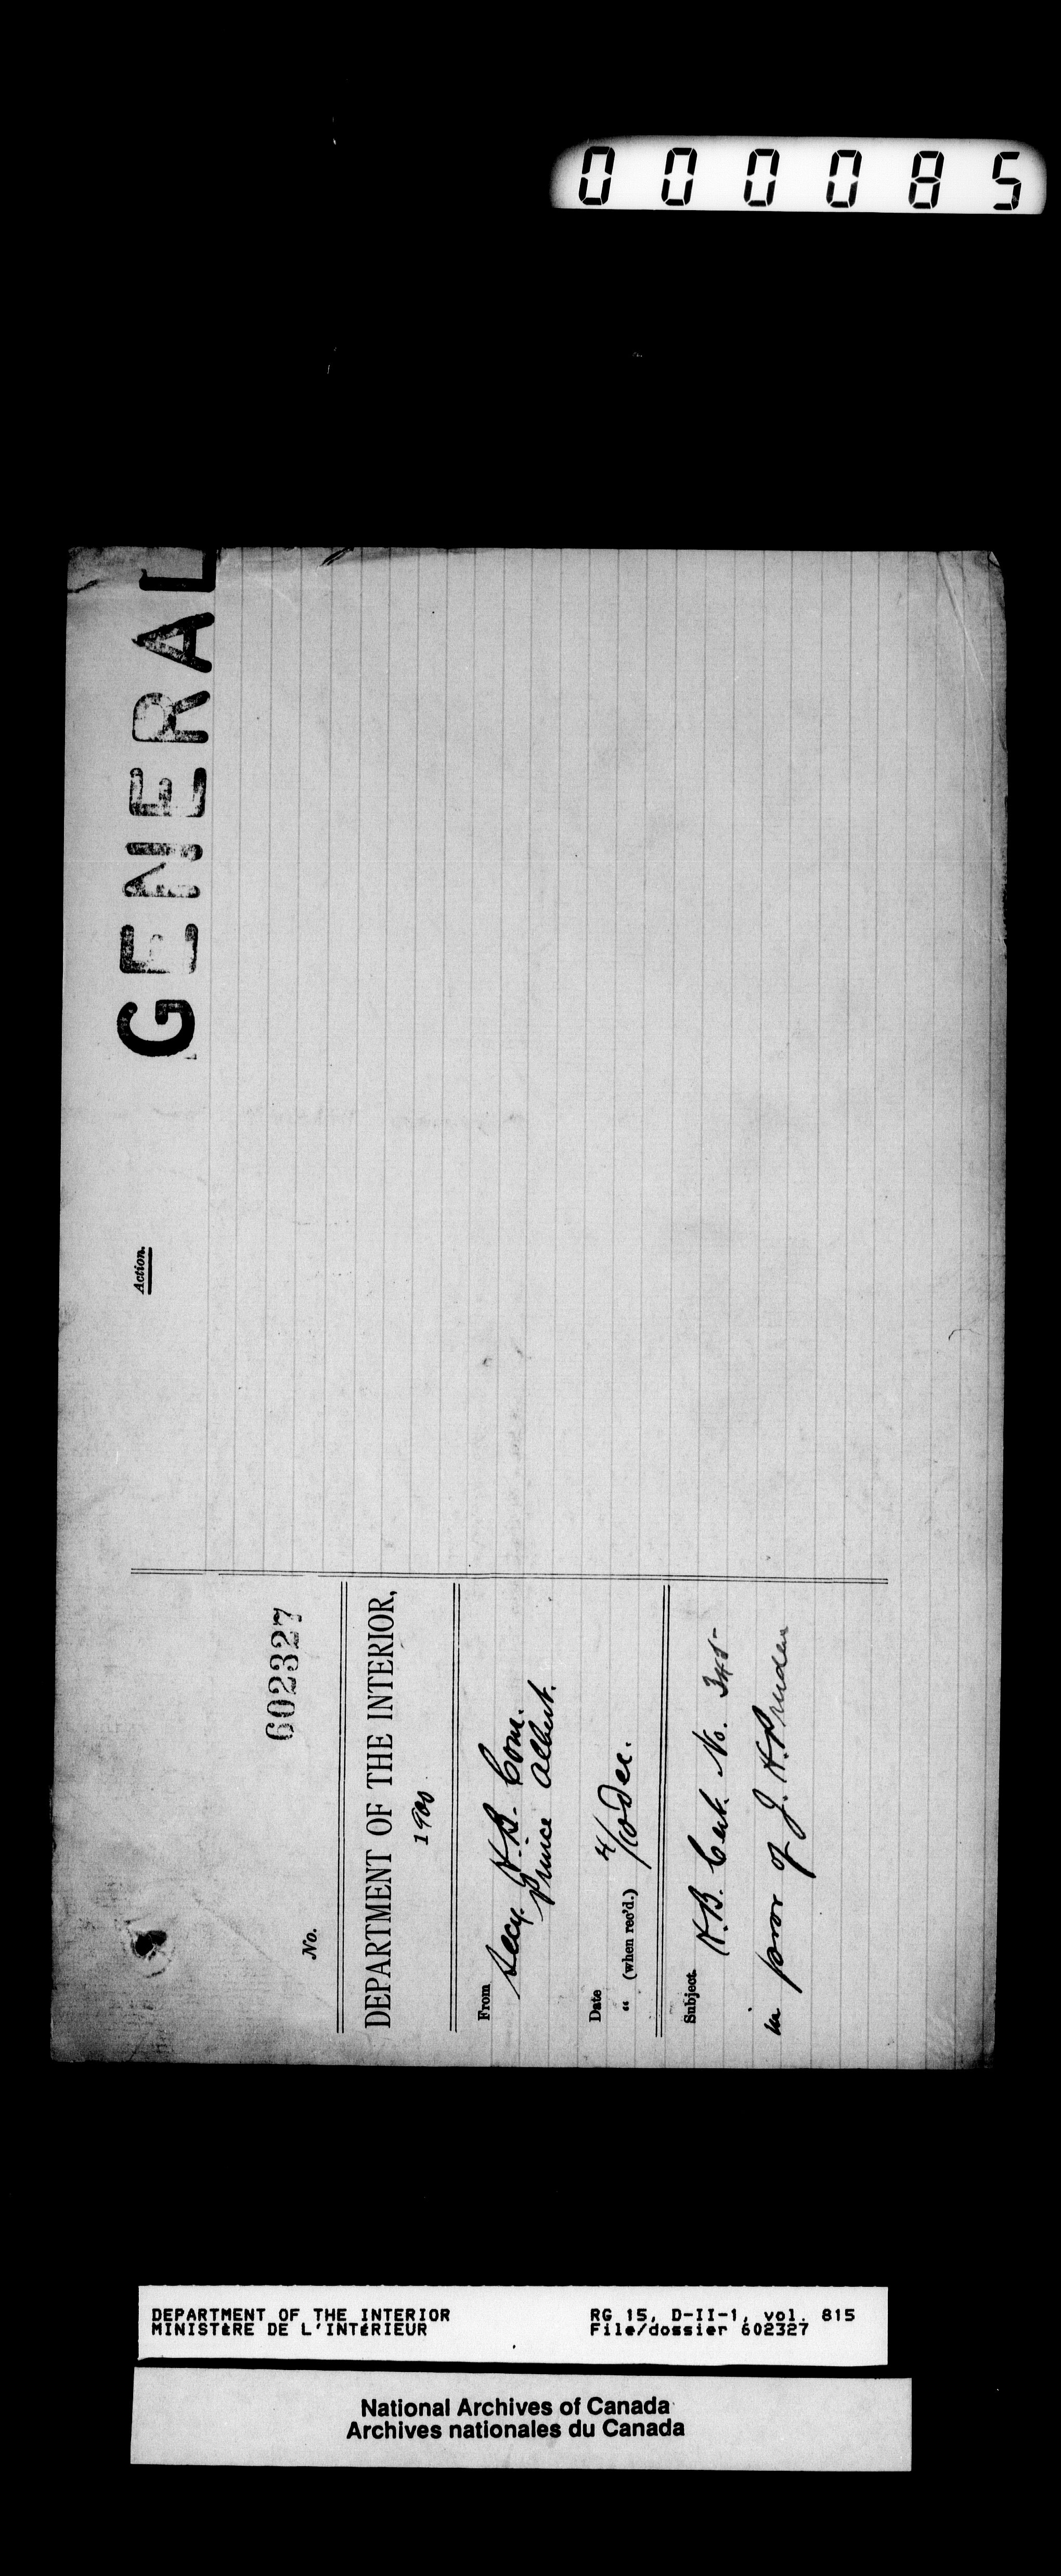 000085
GENERAL
Action.
602327
No.
DEPARTMENT OF THE INTERIOR,
1900
From Secy. H.B. Com.
Prince Albert.
Date 4/
" (when rec'd.) 10 Dec.
Subject. H.B. Cert. No.
in favor of J. H. Pruden
DEPARTMENT OF THE INTERIOR
MINISTÈRE DE L'INTÉRIEUR
RG 15, D-II-1, vol. 815
File/dossier 602327
National Archives of Canada
Archives nationales du Canada